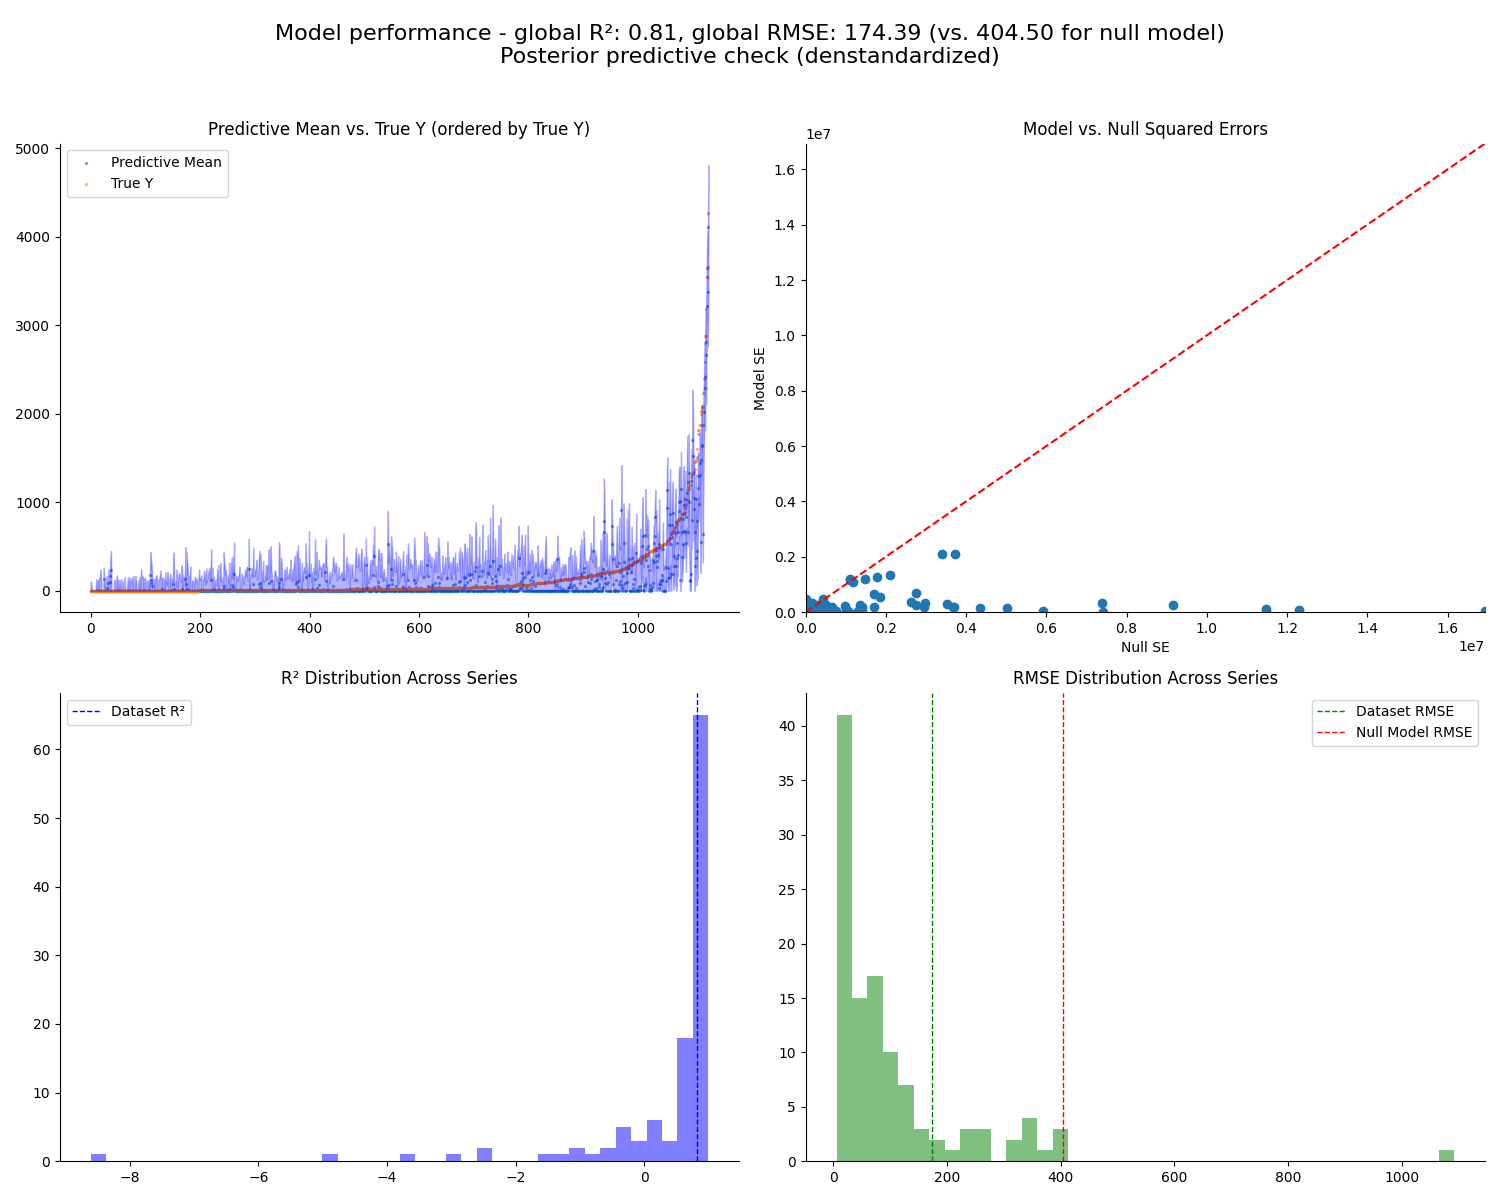 Model performance - global R²: 0.81, global RMSE: 174.39 (vs. 404.50 for null model)
Posterior predictive check (denstandardized)
Predictive Mean vs. True Y (ordered by True Y)
Predictive Mean
True Y
5000
4000
3000
2000
1000
0
0 200 400 600 800 1000
Model vs. Null Squared Errors
1e7
Model SE
1.6
1.4
1.2
1.0
0.8
0.6
0.4
0.2
0.0
0.0 0.2 0.4 0.6 0.8 1.0 1.2 1.4 1.6
Null SE
1e7
R² Distribution Across Series
Dataset R²
60
50
40
30
20
10
0
−8 −6 −4 −2 0
RMSE Distribution Across Series
Dataset RMSE
Null Model RMSE
40
35
30
25
20
15
10
5
0
0 200 400 600 800 1000